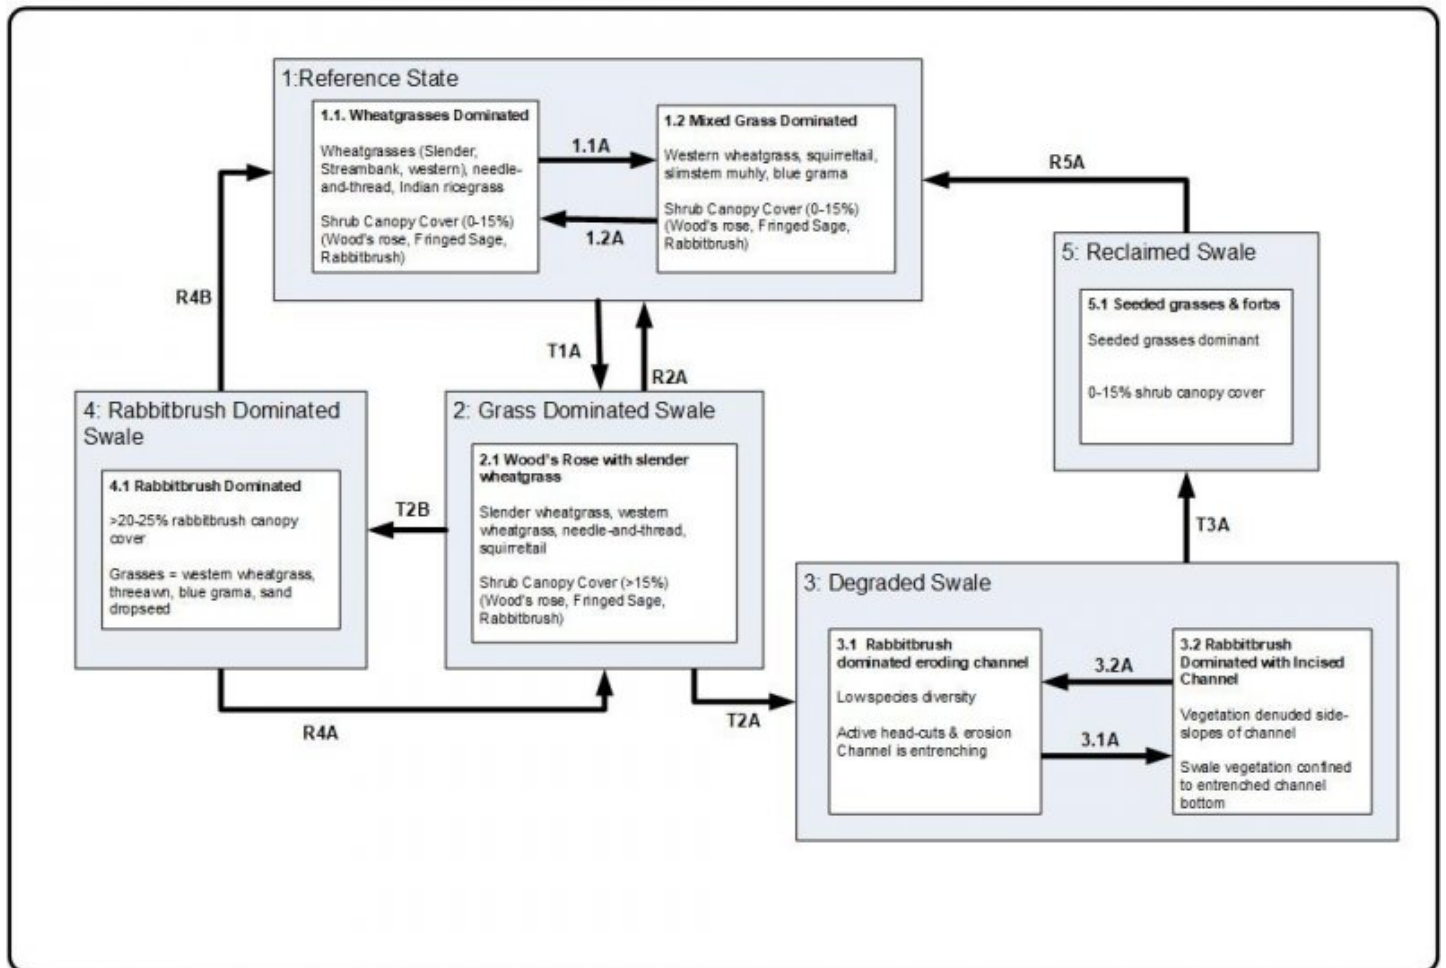 1:Reference State
1.1. Wheatgrasses Dominated
Wheatgrasses (Slender,
Streambank, western), needle-
and-thread, Indian ricegrass
Shrub Canopy Cover (0-15%)
(Wood's rose, Fringed Sage,
Rabbitbrush)
1.1A
1.2A
1.2 Mixed Grass Dominated
Western wheatgrass, squirreltail,
slimstem muhly, blue grama
Shrub Canopy Cover (0-15%)
(Wood's rose, Fringed Sage,
Rabbitbrush)
R5A
R4B
T1A
R2A
5: Reclaimed Swale
5.1 Seeded grasses & forbs
Seeded grasses dominant
0-15% shrub canopy cover
4: Rabbitbrush Dominated
Swale
4.1 Rabbitbrush Dominated
>20-25% rabbitbrush canopy
cover
Grasses = western wheatgrass,
threeawn, blue grama, sand
dropseed
T2B
2: Grass Dominated Swale
2.1 Wood's Rose with slender
wheatgrass
Slender wheatgrass, western
wheatgrass, needle-and-thread,
squirreltail
Shrub Canopy Cover (>15%)
(Wood's rose, Fringed Sage,
Rabbitbrush)
T3A
R4A
T2A
3: Degraded Swale
3.1 Rabbitbrush
dominated eroding channel
Low species diversity
Active head-cuts & erosion
Channel is entrenching
3.2A
3.1A
3.2 Rabbitbrush
Dominated with Incised
Channel
Vegetation denuded side-
slopes of channel
Swale vegetation confined
to entrenched channel
bottom